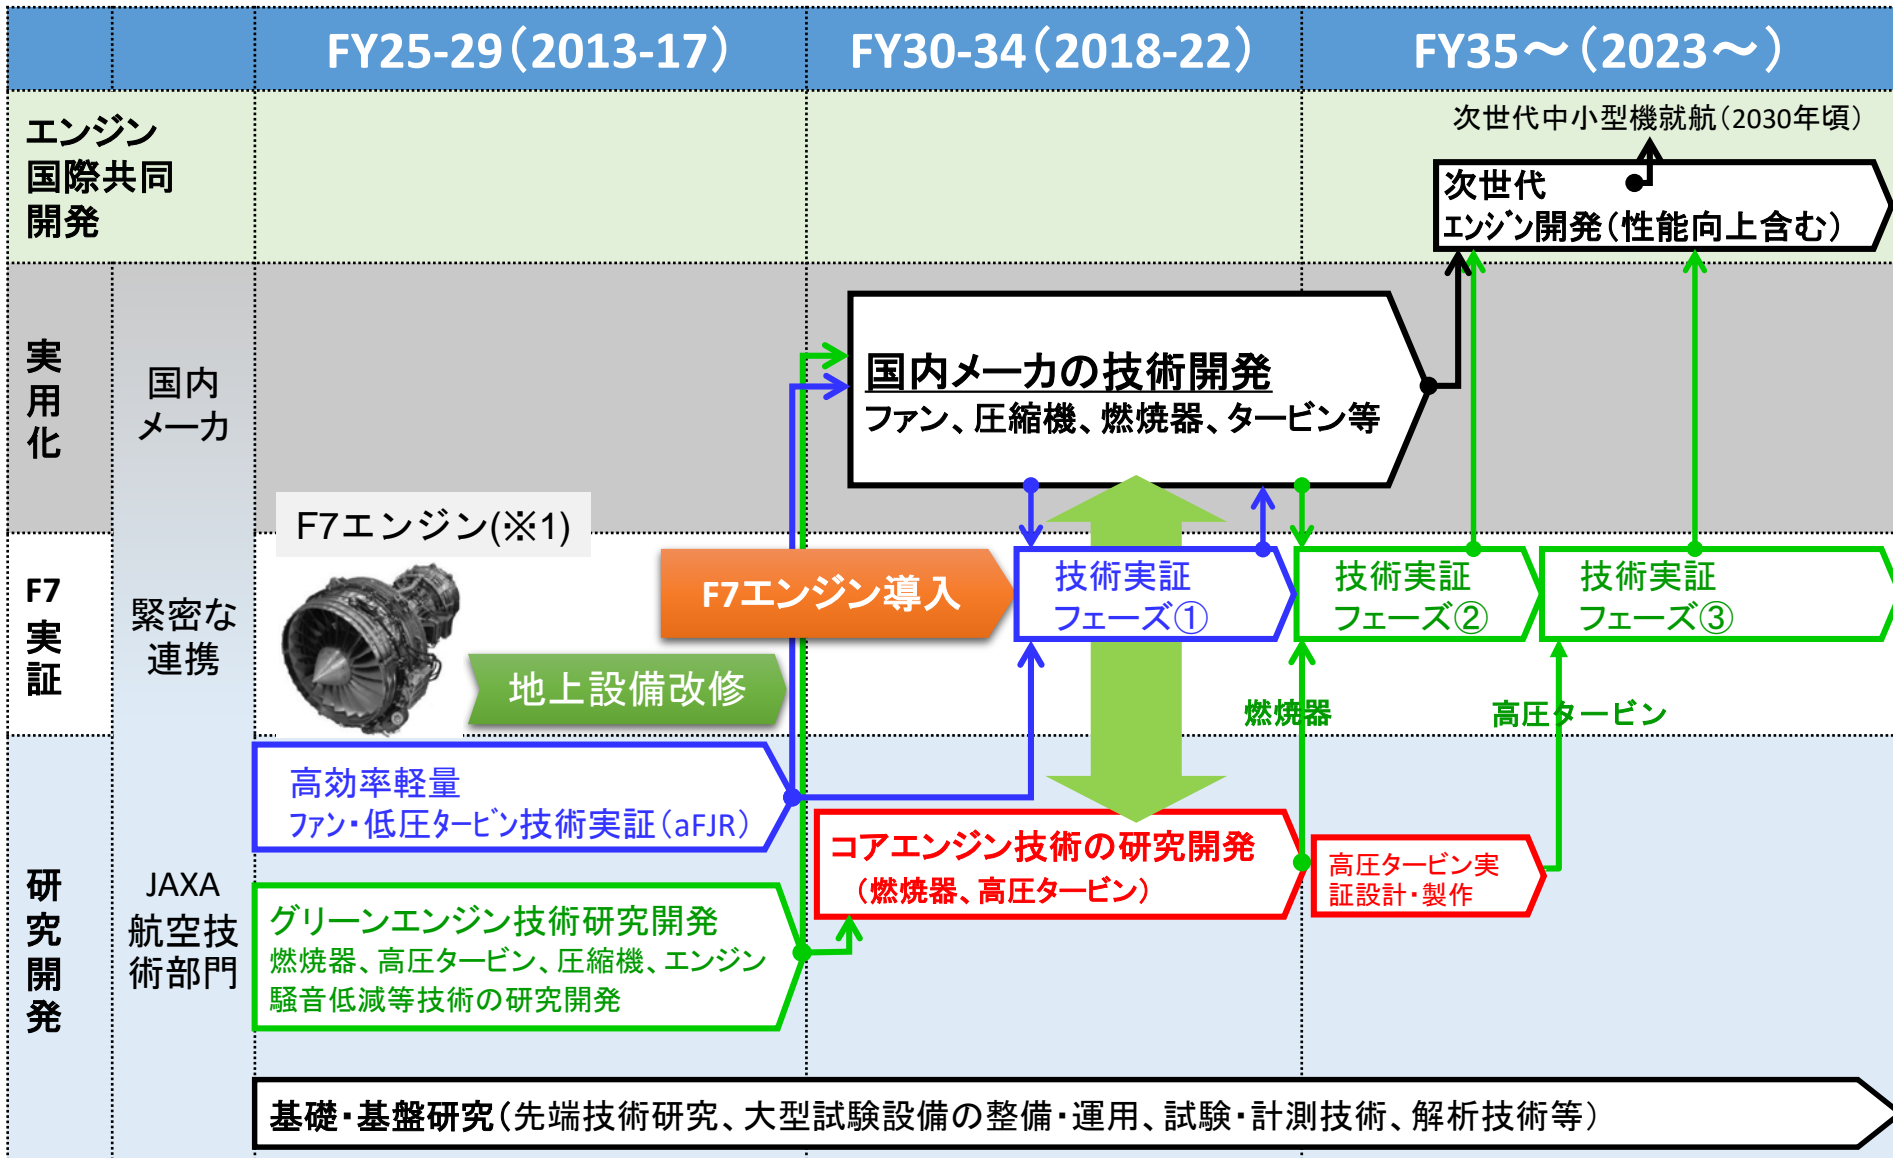 FY25-29（2013-17）
FY30-34（2018-22）
FY35～（2023～）
エンジン
国際共同
開発
次世代中小型機就航（2030年頃）
次世代
エンジン開発（性能向上含む）
実
用
化
国内
メーカ
国内メーカの技術開発
ファン、圧縮機、燃焼器、タービン等
F7エンジン(※1)
F7
実
証
緊密な
連携
F7エンジン導入
地上設備改修
技術実証
フェーズ①
技術実証
フェーズ②
技術実証
フェーズ③
燃焼器
高圧タービン
研
究
開
発
JAXA
航空技
術部門
高効率軽量
ファン・低圧タービン技術実証（aFJR）
コアエンジン技術の研究開発
（燃焼器、高圧タービン）
高圧タービン実
証設計・製作
グリーンエンジン技術研究開発
燃焼器、高圧タービン、圧縮機、エンジン
騒音低減等技術の研究開発
基礎・基盤研究（先端技術研究、大型試験設備の整備・運用、試験・計測技術、解析技術等）